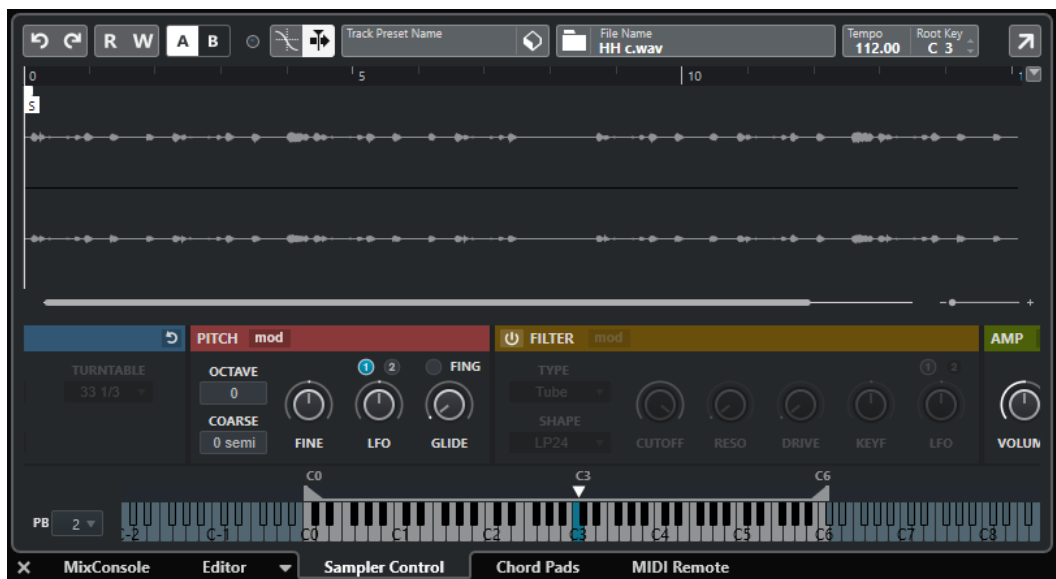 R W A B Track Preset Name File Name HH c.wav Tempo 112.00 Root Key C 3
0 5 10 1
S
- +
PITCH mod FILTER mod AMP
TURNTABLE OCTAVE 1 2 FING TYPE 1 2
33 1/3 0 Tube
COARSE SHAPE
0 semi FINE LFO GLIDE LP24 CUTOFF RESO DRIVE KEYF LFO VOLUM
C0 C3 C6
PB 2 C-2 C-1 C0 C1 C2 C3 C4 C5 C6 C7 C8
MixConsole Editor Sampler Control Chord Pads MIDI Remote